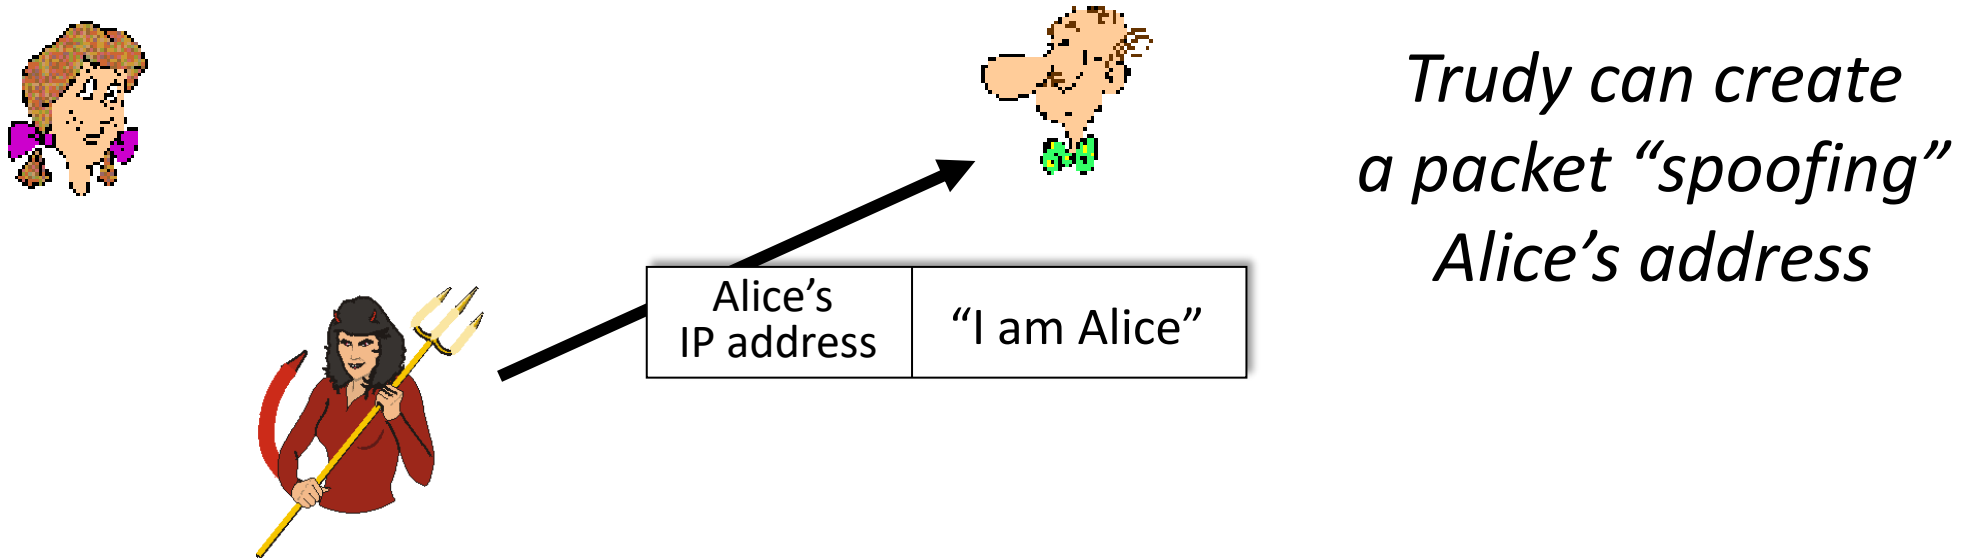 Trudy can create
a packet “spoofing”
Alice’s address
Alice’s
IP address
“I am Alice”